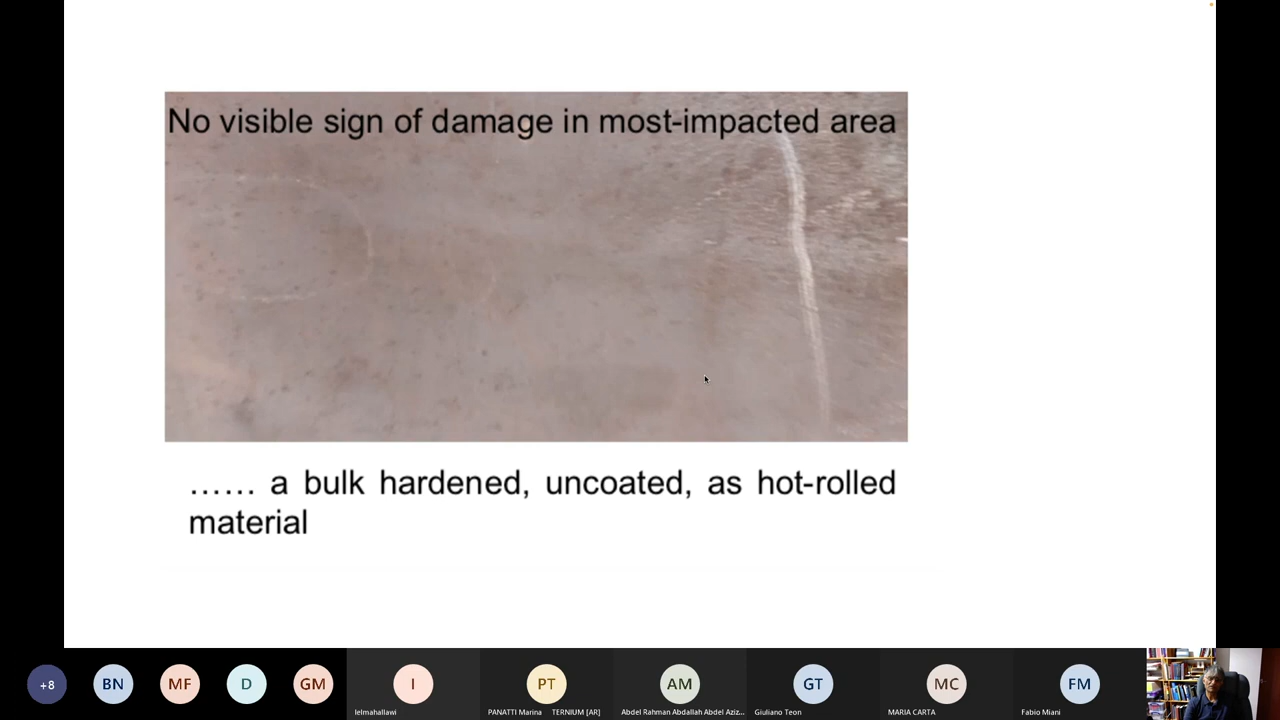 No visible sign of damage in most-impacted area
…… a bulk hardened, uncoated, as hot-rolled
material
+8
BN
MF
D
GM
I
PT
AM
GT
MC
FM
lelmahallawi
PANATTI Marina TERNIUM [AR]
Abdel Rahman Abdallah Abdel Aziz...
Giuliano Teon
MARIA CARTA
Fabio Miani